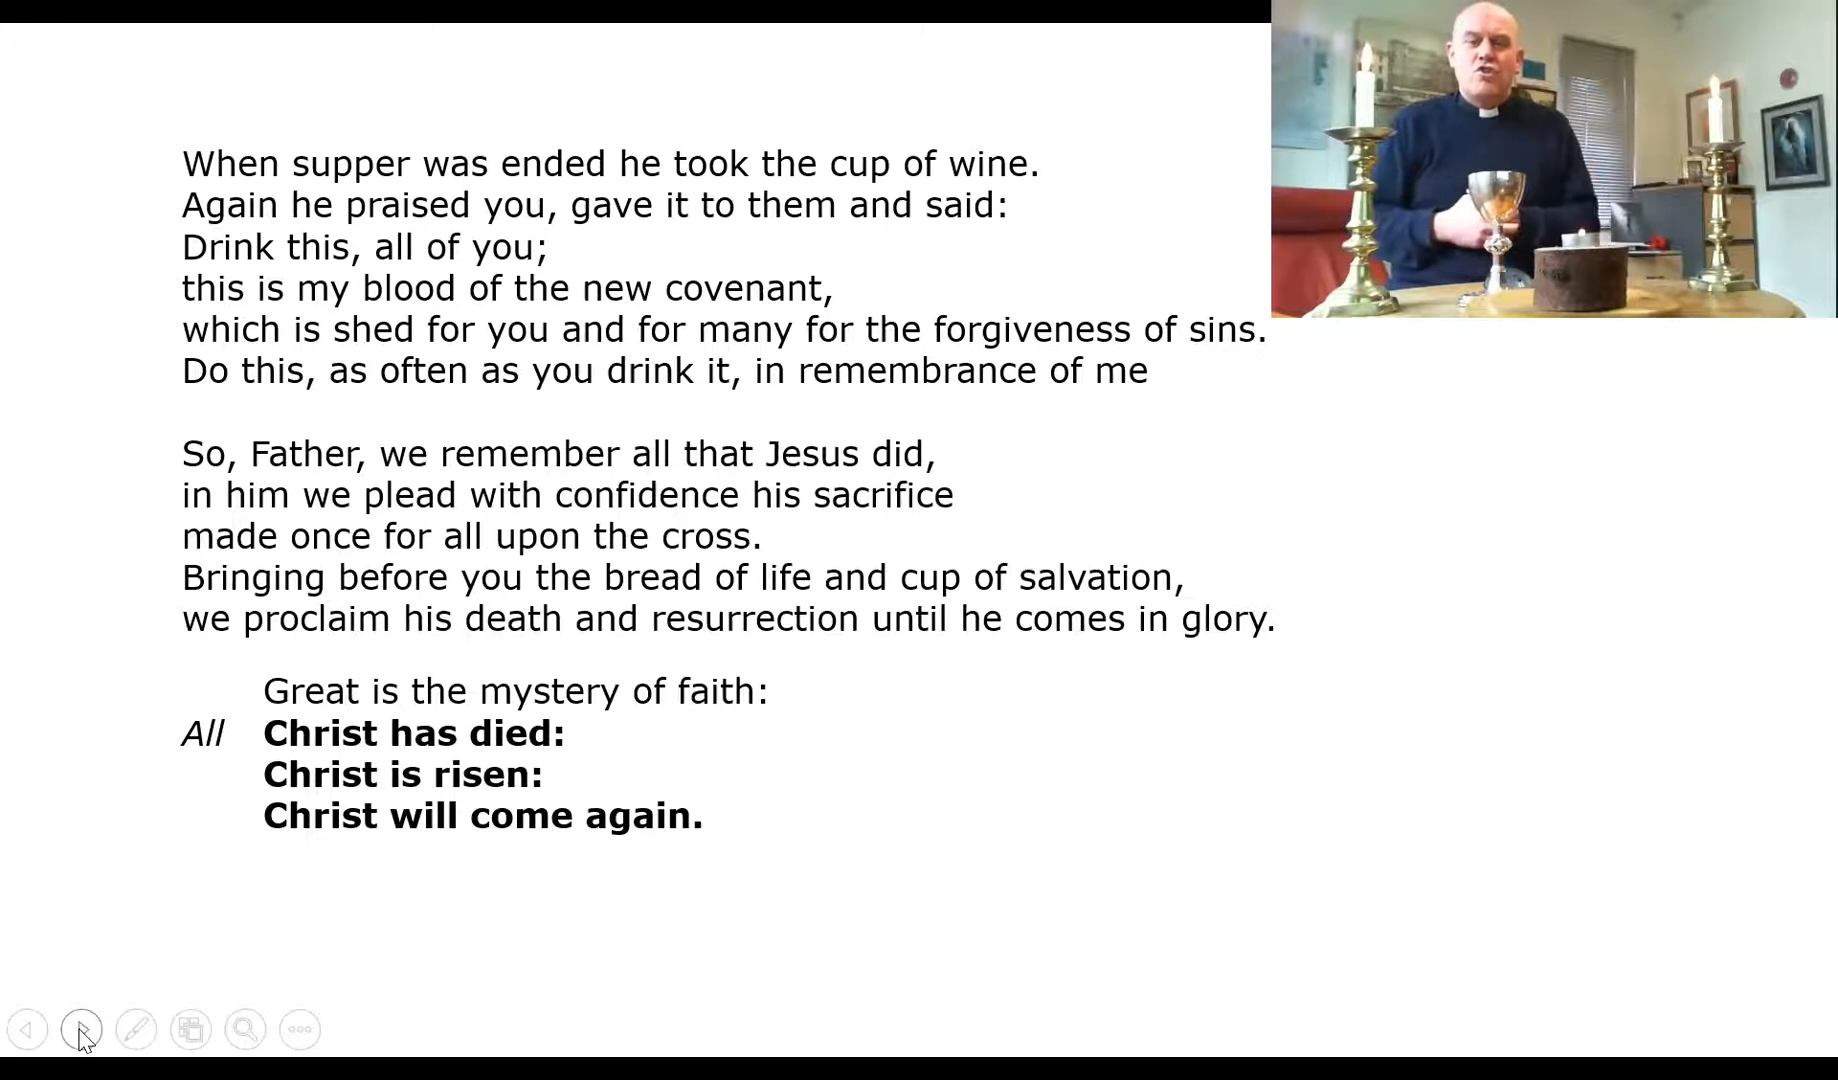 When supper was ended he took the cup of wine.
Again he praised you, gave it to them and said:
Drink this, all of you;
this is my blood of the new covenant,
which is shed for you and for many for the forgiveness of sins.
Do this, as often as you drink it, in remembrance of me
So, Father, we remember all that Jesus did,
in him we plead with confidence his sacrifice
made once for all upon the cross.
Bringing before you the bread of life and cup of salvation,
we proclaim his death and resurrection until he comes in glory.
Great is the mystery of faith:
All Christ has died:
Christ is risen:
Christ will come again.